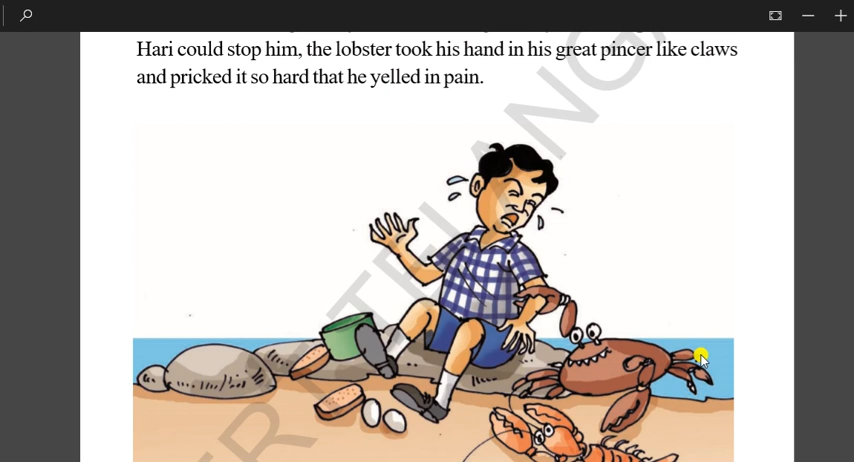 Hari could stop him, the lobster took his hand in his great pincer like claws
and pricked it so hard that he yelled in pain.